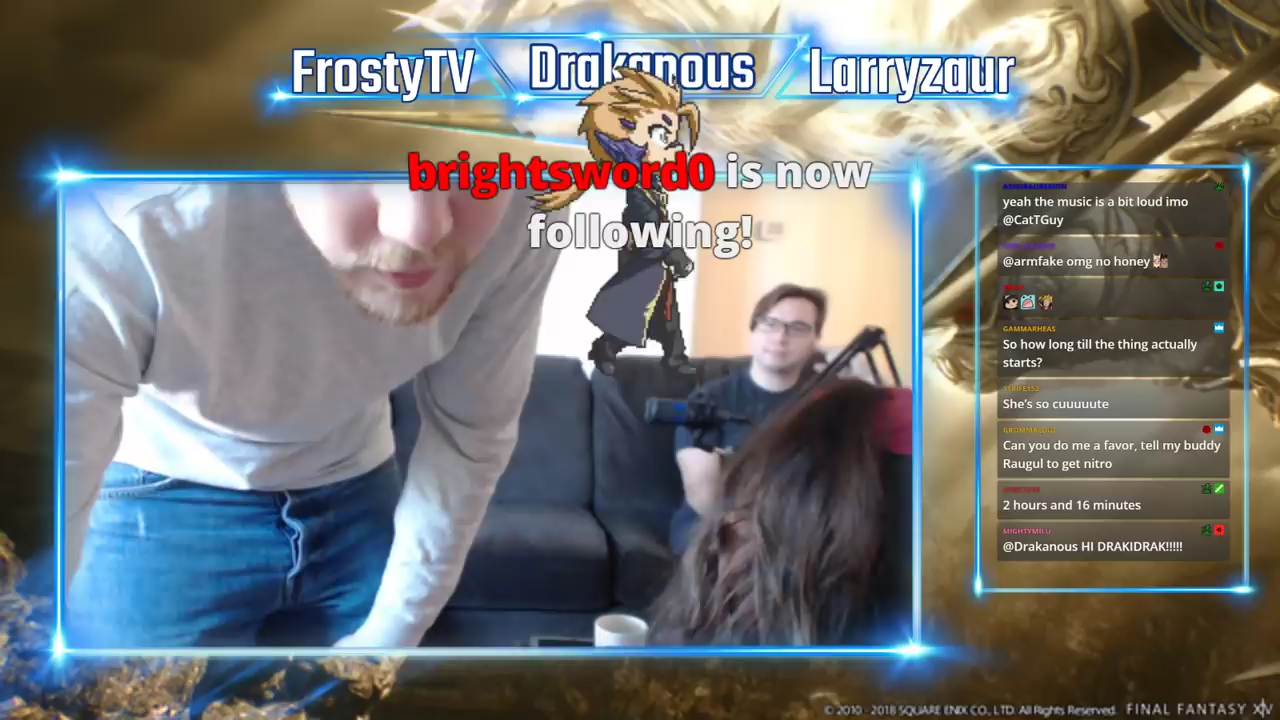 FrostyTV
Drakanous
Larryzaur
brightsword0 is now
following!
yeah the music is a bit loud imo
@CatTGuy
@armfake omg no honey
GAMMARHEAS
So how long till the thing actually
starts?
She's so cuuuuute
Can you do me a favor, tell my buddy
Raugul to get nitro
2 hours and 16 minutes
MIGHTYMILU
@Drakanous HI DRAKIDRAK!!!!!
© 2010 - 2018 SQUARE ENIX CO., LTD. All Rights Reserved. FINAL FANTASY XIV